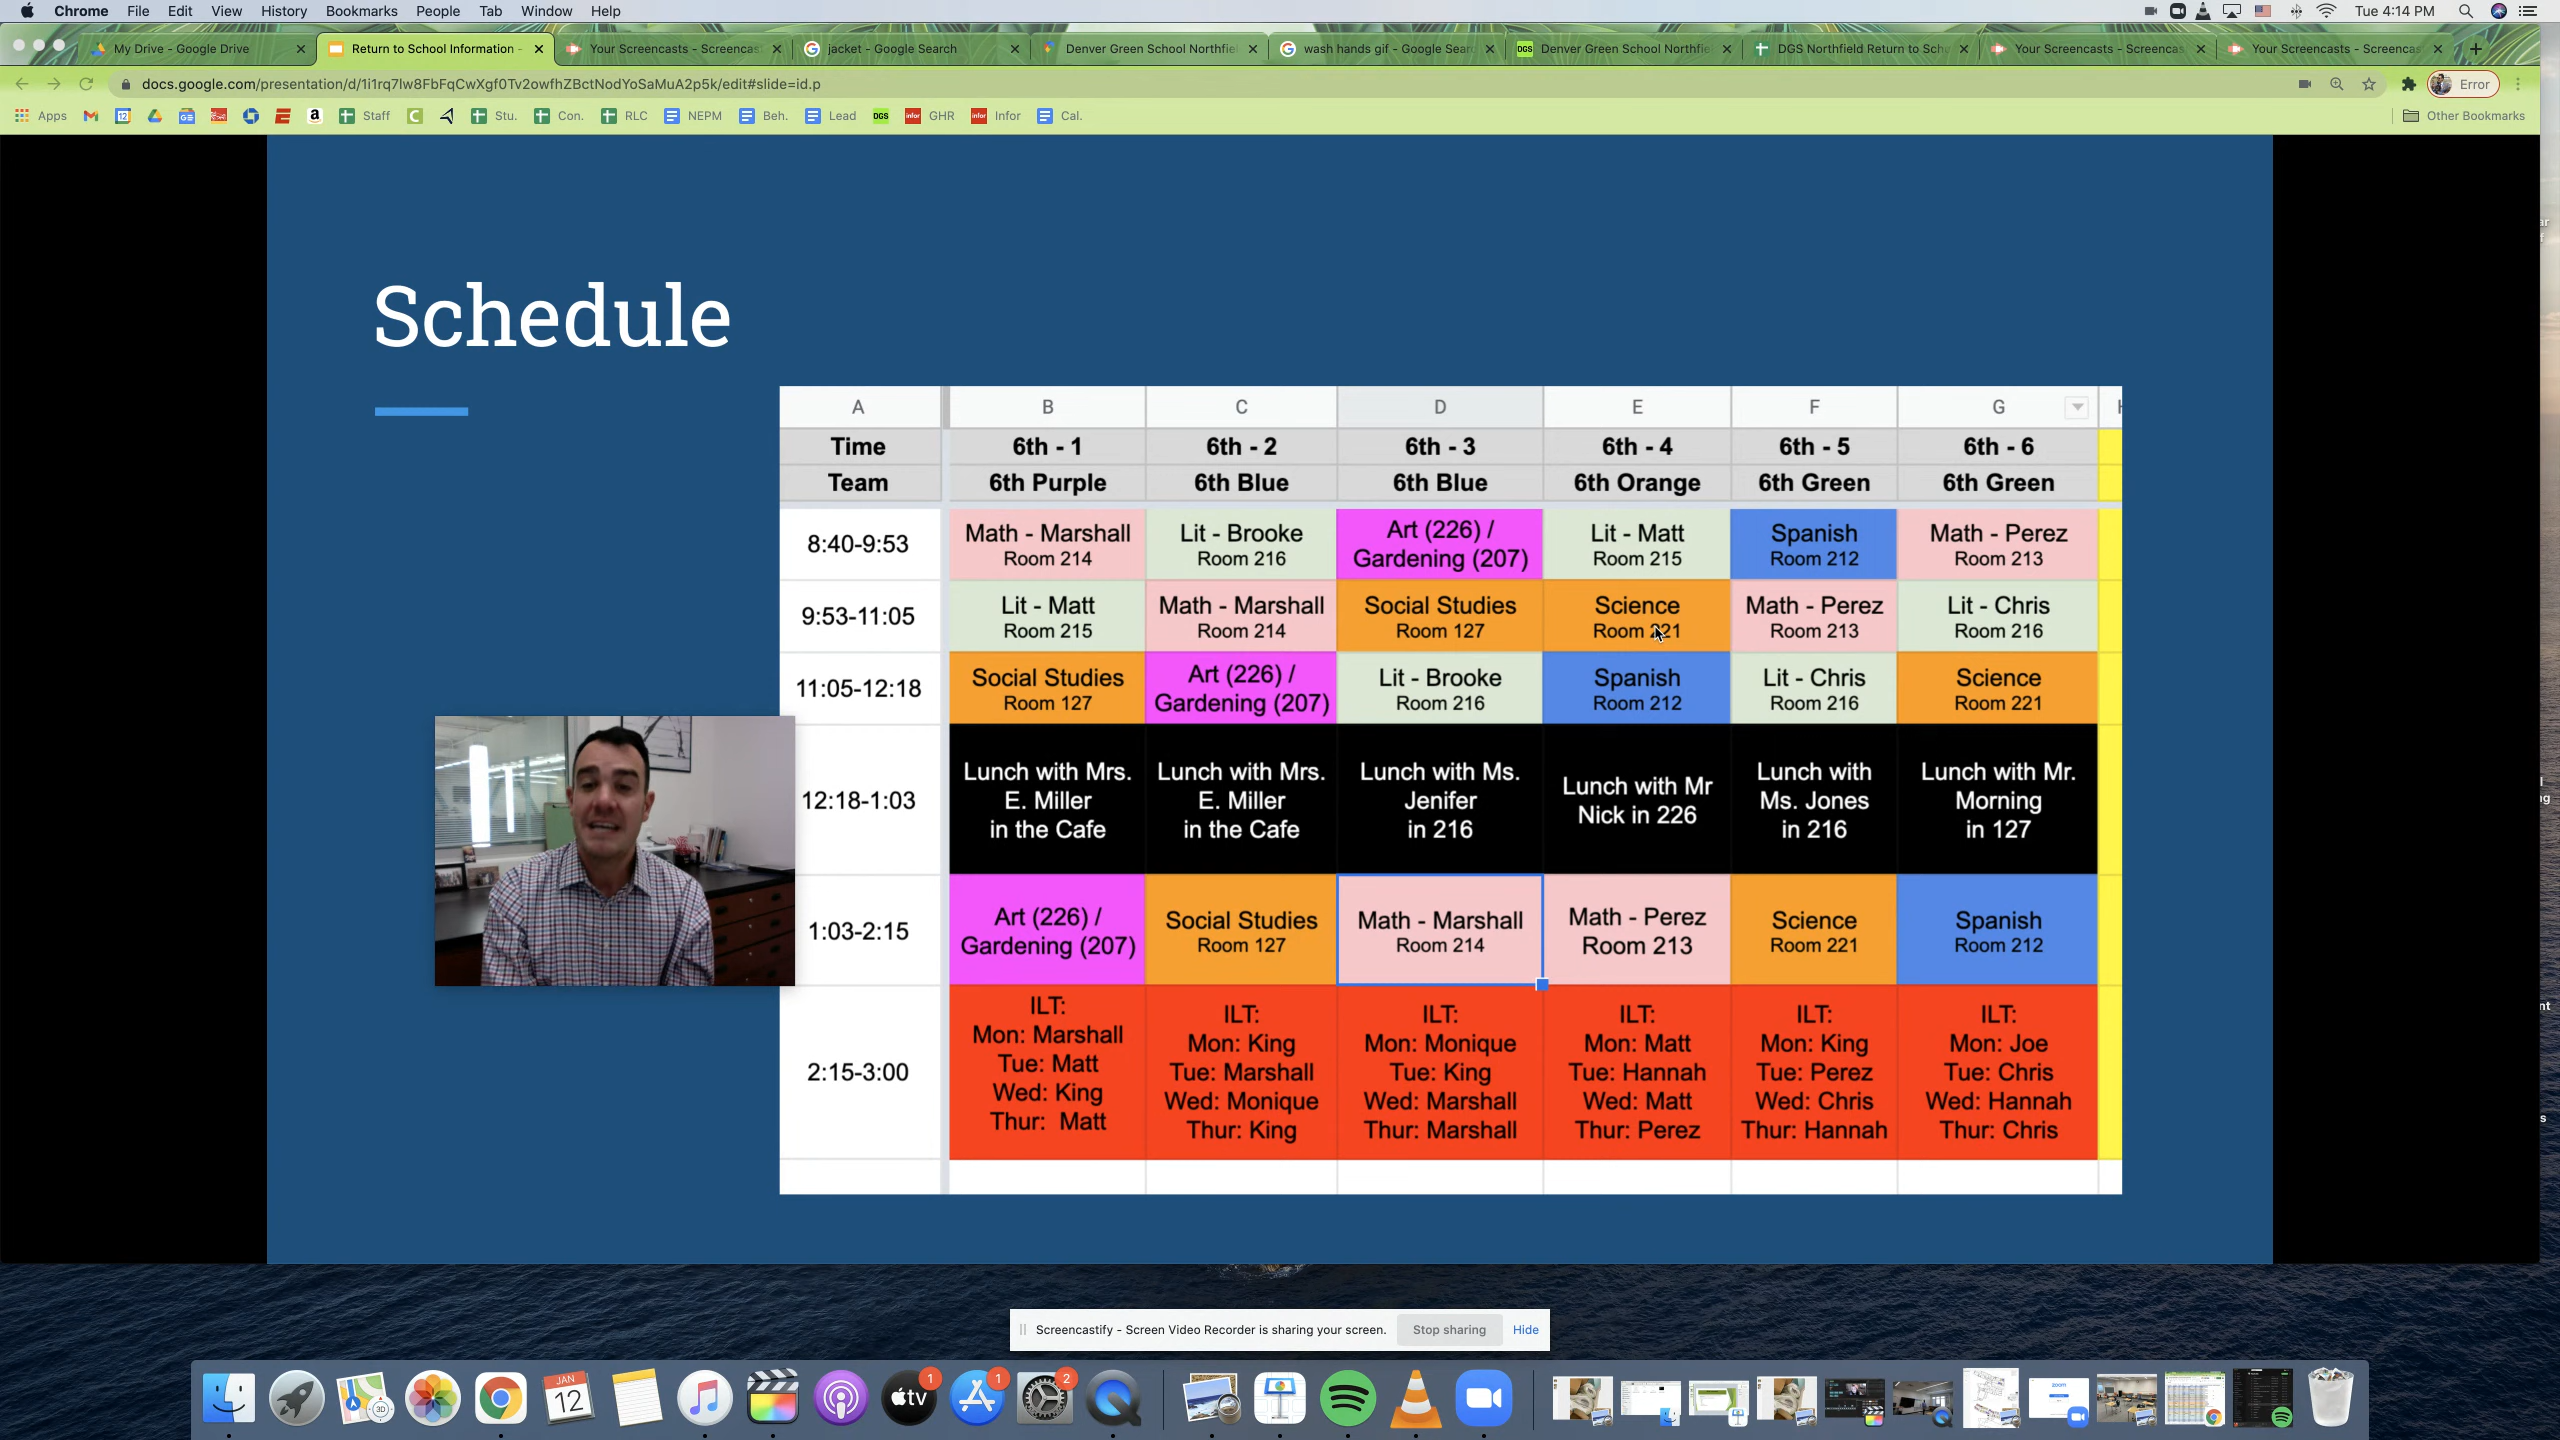 Chrome File Edit View History Bookmarks People Tab Window Help
Tue 4:14 PM
My Drive - Google Drive
Return to School Information -
Your Screencasts - Screencas
jacket - Google Search
Denver Green School Northfie
wash hands gif - Google Sear
DGS Denver Green School Northfie
DGS Northfield Return to Scho
Your Screencasts - Screencas
Your Screencasts - Screencas
docs.google.com/presentation/d/1i1rq7lw8FbFqCwXgf0Tv2owfhZBctNodYoSaMuA2p5k/edit#slide=id.p
Error
Apps Staff Stu. Con. RLC NEPM Beh. Lead DGS GHR Infor Cal. Other Bookmarks
Schedule
A B C D E F G
Time 6th - 1 6th - 2 6th - 3 6th - 4 6th - 5 6th - 6
Team 6th Purple 6th Blue 6th Blue 6th Orange 6th Green 6th Green
8:40-9:53
Math - Marshall
Room 214
Lit - Brooke
Room 216
Art (226) /
Gardening (207)
Lit - Matt
Room 215
Spanish
Room 212
Math - Perez
Room 213
9:53-11:05
Lit - Matt
Room 215
Math - Marshall
Room 214
Social Studies
Room 127
Science
Room 221
Math - Perez
Room 213
Lit - Chris
Room 216
11:05-12:18
Social Studies
Room 127
Art (226) /
Gardening (207)
Lit - Brooke
Room 216
Spanish
Room 212
Lit - Chris
Room 216
Science
Room 221
12:18-1:03
Lunch with Mrs.
E. Miller
in the Cafe
Lunch with Mrs.
E. Miller
in the Cafe
Lunch with Ms.
Jenifer
in 216
Lunch with Mr
Nick in 226
Lunch with
Ms. Jones
in 216
Lunch with Mr.
Morning
in 127
1:03-2:15
Art (226) /
Gardening (207)
Social Studies
Room 127
Math - Marshall
Room 214
Math - Perez
Room 213
Science
Room 221
Spanish
Room 212
2:15-3:00
ILT:
Mon: Marshall
Tue: Matt
Wed: King
Thur: Matt
ILT:
Mon: King
Tue: Marshall
Wed: Monique
Thur: King
ILT:
Mon: Monique
Tue: King
Wed: Marshall
Thur: Marshall
ILT:
Mon: Matt
Tue: Hannah
Wed: Matt
Thur: Perez
ILT:
Mon: King
Tue: Perez
Wed: Chris
Thur: Hannah
ILT:
Mon: Joe
Tue: Chris
Wed: Hannah
Thur: Chris
Screencastify - Screen Video Recorder is sharing your screen. Stop sharing Hide
JAN
12
3D
tv
1
1
2
zoom